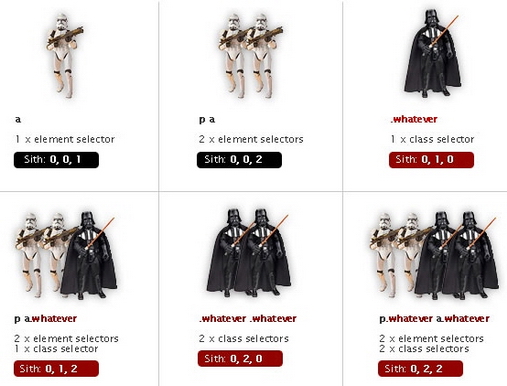 a
1 x element selector
Sith: 0, 0, 1
p a
2 x element selectors
Sith: 0, 0, 2
.whatever
1 x class selector
Sith: 0, 1, 0
p a.whatever
2 x element selectors
1 x class selector
Sith: 0, 1, 2
.whatever .whatever
2 x class selectors
Sith: 0, 2, 0
p.whatever a.whatever
2 x element selectors
2 x class selectors
Sith: 0, 2, 2